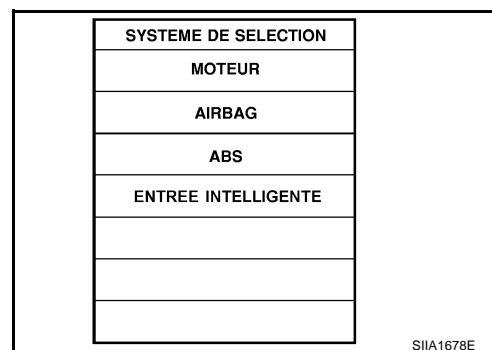 SYSTEME DE SELECTION
MOTEUR
AIRBAG
ABS
ENTREE INTELLIGENTE
SIIA1678E